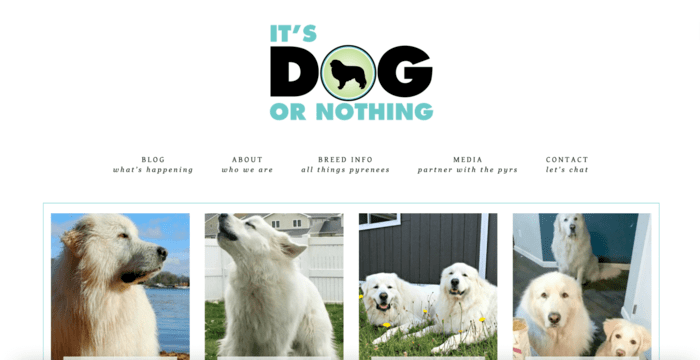 IT'S
DOG
OR NOTHING
BLOG
what's happening
ABOUT
who we are
BREED INFO
all things pyrenees
MEDIA
partner with the pyrs
CONTACT
let's chat